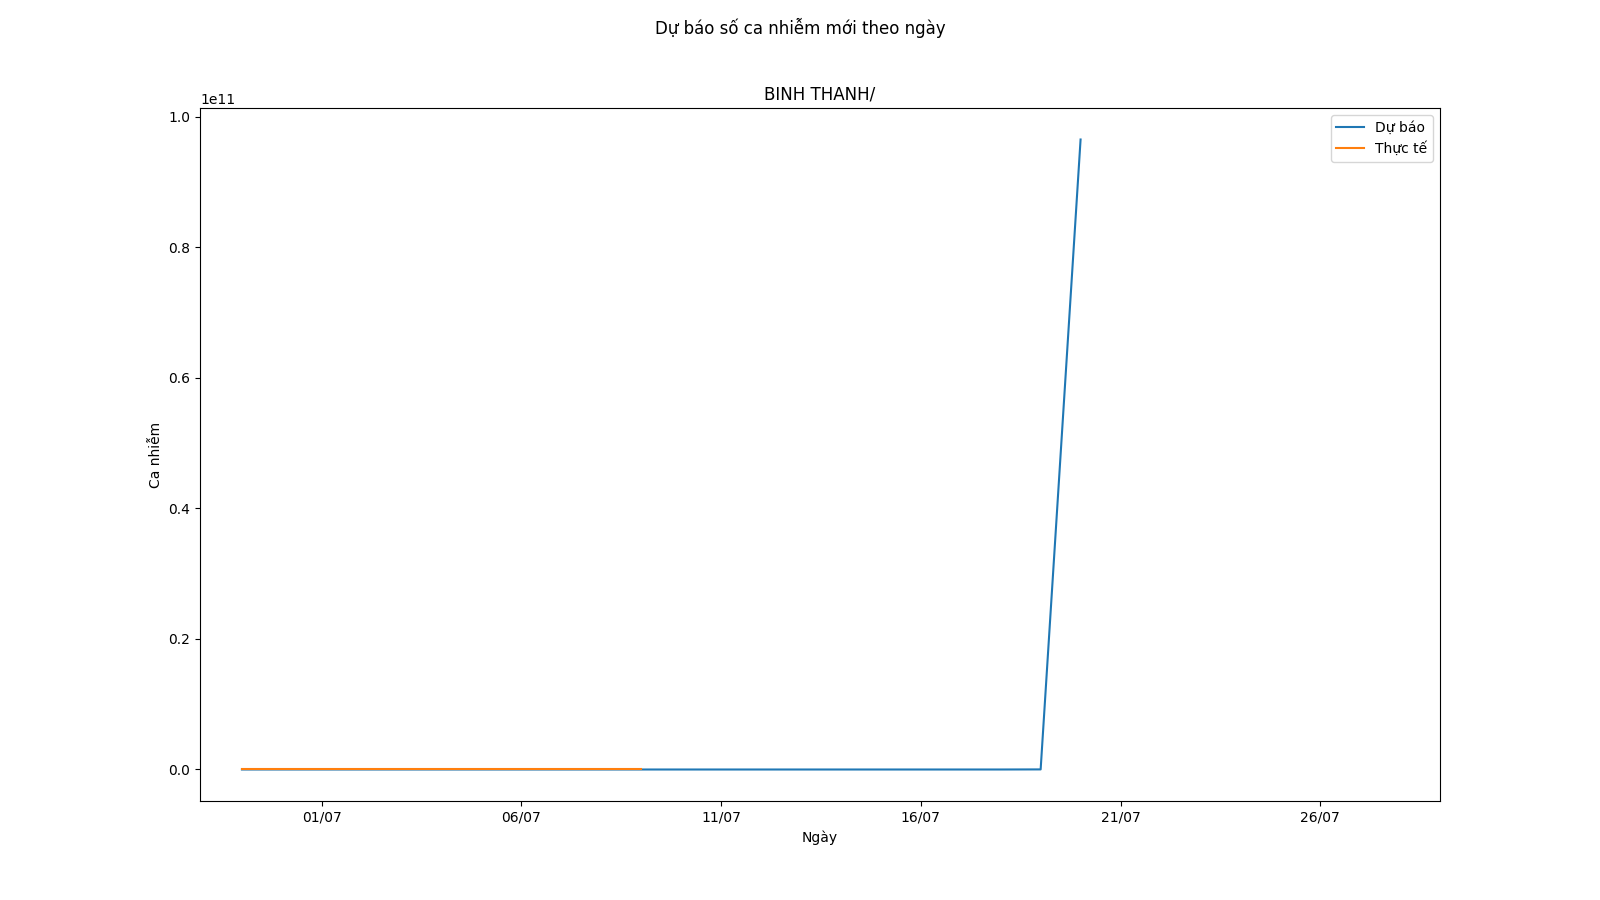 Dự báo số ca nhiễm mới theo ngày
BINH THANH/
1e11
1.0
0.8
0.6
0.4
0.2
0.0
Ca nhiễm
Dự báo
Thực tế
01/07
06/07
11/07
16/07
21/07
26/07
Ngày